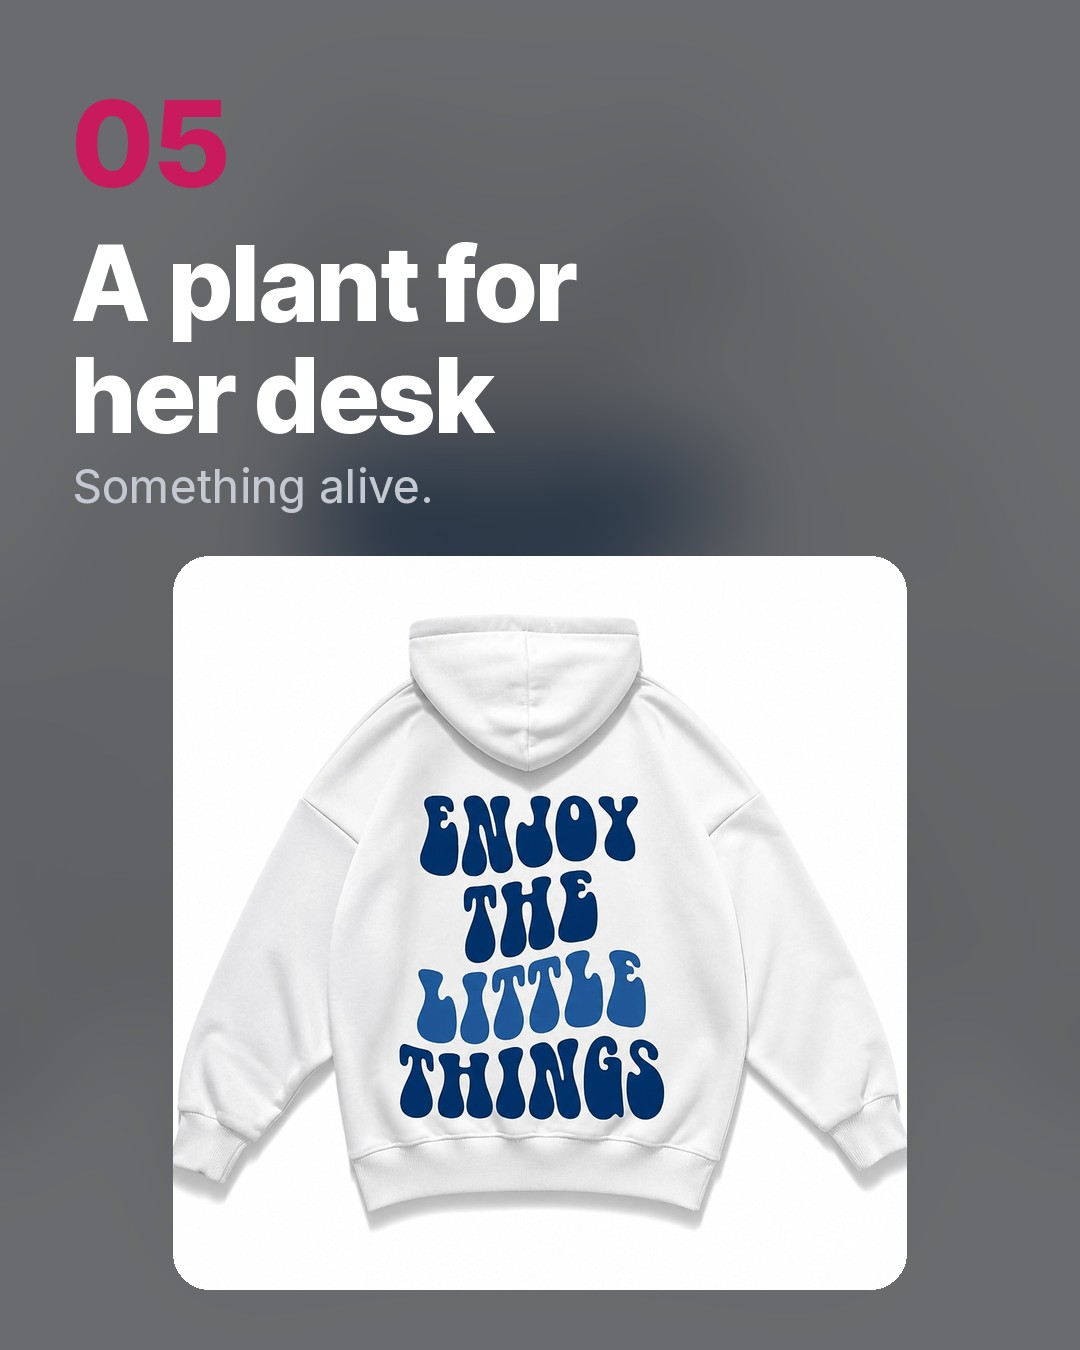 05
A plant for
her desk
Something alive.
ENJOY
THE
LITTLE
THINGS